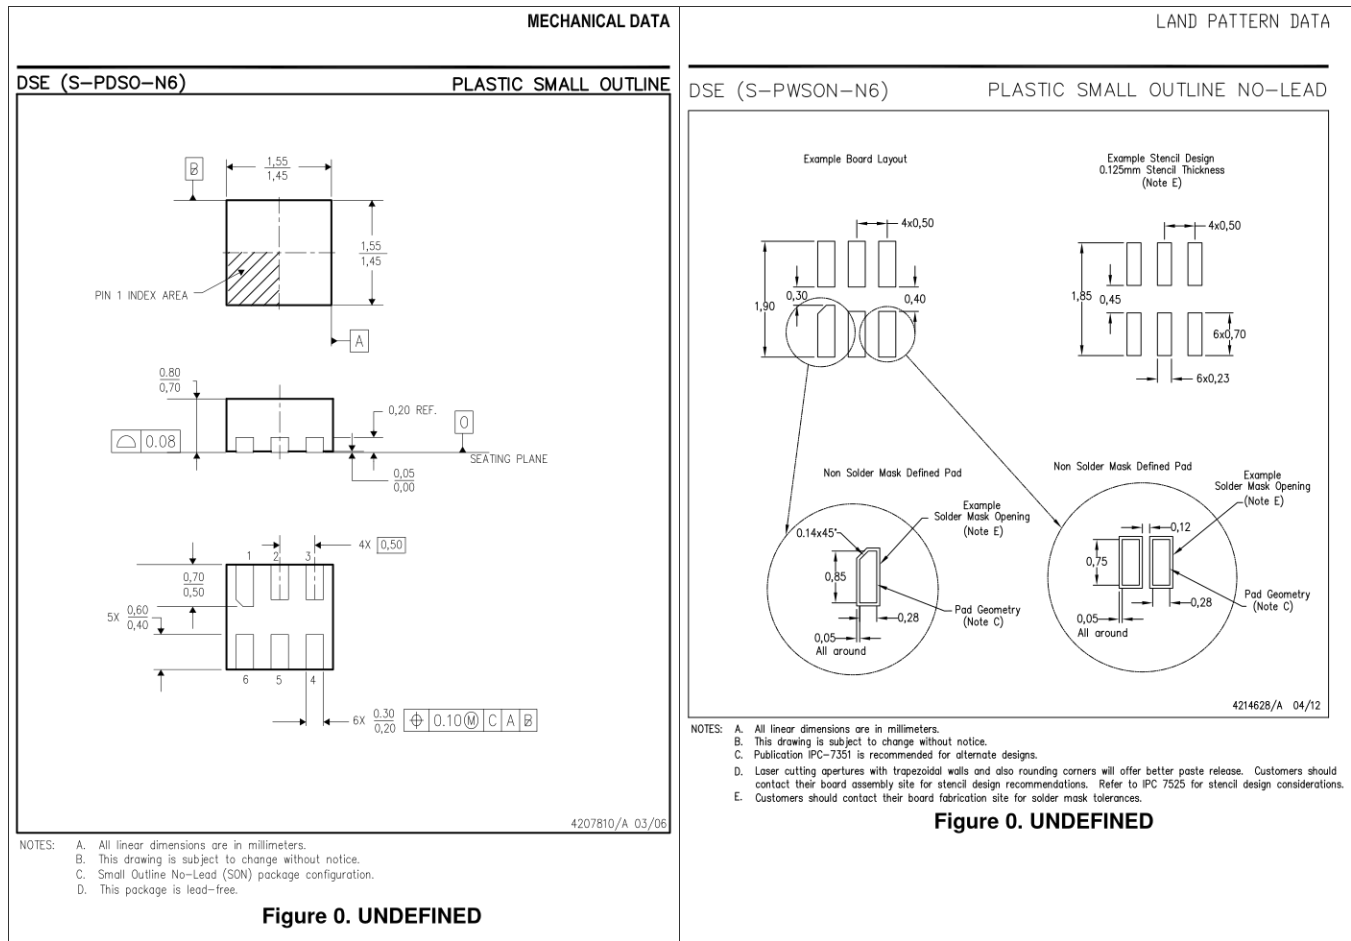 MECHANICAL DATA
DSE (S-PDSO-N6) PLASTIC SMALL OUTLINE
B
1,55
1,45
1,55
1,45
PIN 1 INDEX AREA
A
0.80
0,70
0,20 REF.
0
0.08
SEATING PLANE
0,05
0,00
4X 0,50
1 2 3
0,70
0,50
5X 0,60
0,40
6 5 4
6X 0.30
0,20
0.10 Ⓜ C A B
4207810/A 03/06
NOTES: A. All linear dimensions are in millimeters.
B. This drawing is subject to change without notice.
C. Small Outline No-Lead (SON) package configuration.
D. This package is lead-free.
Figure 0. UNDEFINED
LAND PATTERN DATA
DSE (S-PWSON-N6) PLASTIC SMALL OUTLINE NO-LEAD
Example Board Layout
4x0,50
0,30
0,40
1,90
Example Stencil Design
0.125mm Stencil Thickness
(Note E)
4x0,50
1,85
0,45
6x0,70
6x0,23
Non Solder Mask Defined Pad
Example
Solder Mask Opening
(Note E)
0.14x45°
0,85
Pad Geometry
(Note C)
0,28
0,05
All around
Non Solder Mask Defined Pad
Example
Solder Mask Opening
(Note E)
0,12
0,75
Pad Geometry
(Note C)
0,28
0,05
All around
4214628/A 04/12
NOTES: A. All linear dimensions are in millimeters.
B. This drawing is subject to change without notice.
C. Publication IPC-7351 is recommended for alternate designs.
D. Laser cutting apertures with trapezoidal walls and also rounding corners will offer better paste release. Customers should
contact their board assembly site for stencil design recommendations. Refer to IPC 7525 for stencil design considerations.
E. Customers should contact their board fabrication site for solder mask tolerances.
Figure 0. UNDEFINED